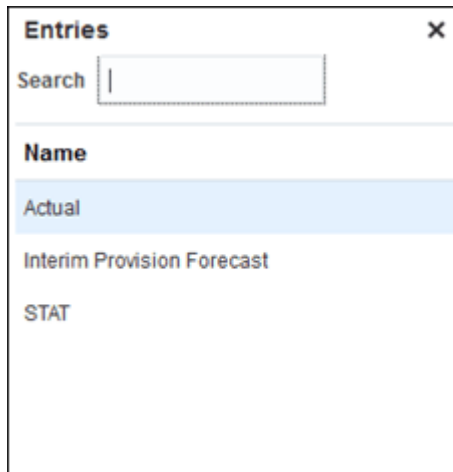 Entries
Search
Name
Actual
Interim Provision Forecast
STAT